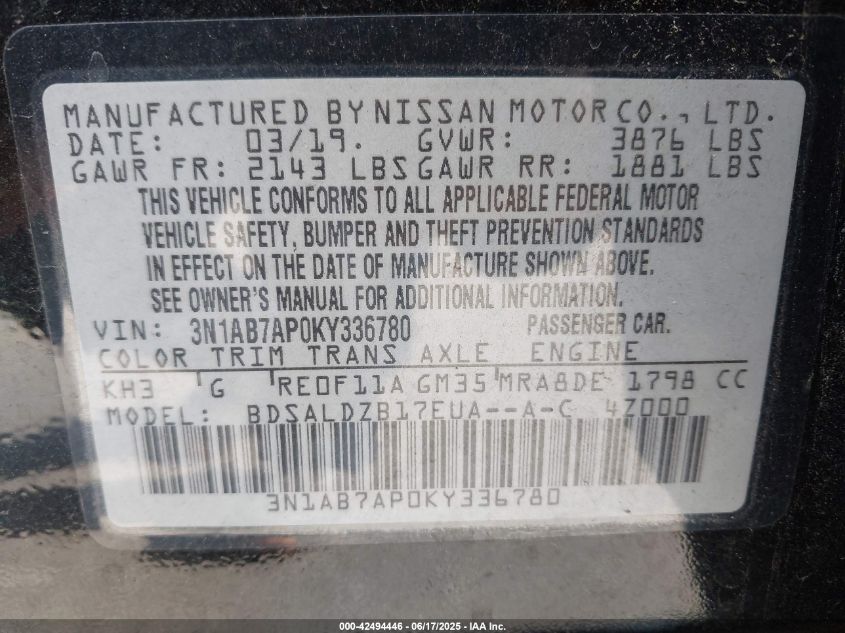 MANUFACTURED BY NISSAN MOTOR CO., LTD.
DATE: 03/19. GVWR: 3876 LBS
GAWR FR: 2143 LBS GAWR RR: 1881 LBS
THIS VEHICLE CONFORMS TO ALL APPLICABLE FEDERAL MOTOR
VEHICLE SAFETY, BUMPER AND THEFT PREVENTION STANDARDS
IN EFFECT ON THE DATE OF MANUFACTURE SHOWN ABOVE.
SEE OWNER'S MANUAL FOR ADDITIONAL INFORMATION.
VIN: 3N1AB7AP0KY336780 PASSENGER CAR.
COLOR TRIM TRANS AXLE ENGINE
KH3 G RE0F11A GM35 MRA8DE 1798 CC
MODEL: BDSALDZB17EUA--A-C 4Z000
3N1AB7AP0KY336780
000-42494446 - 06/17/2025 - IAA, Inc.